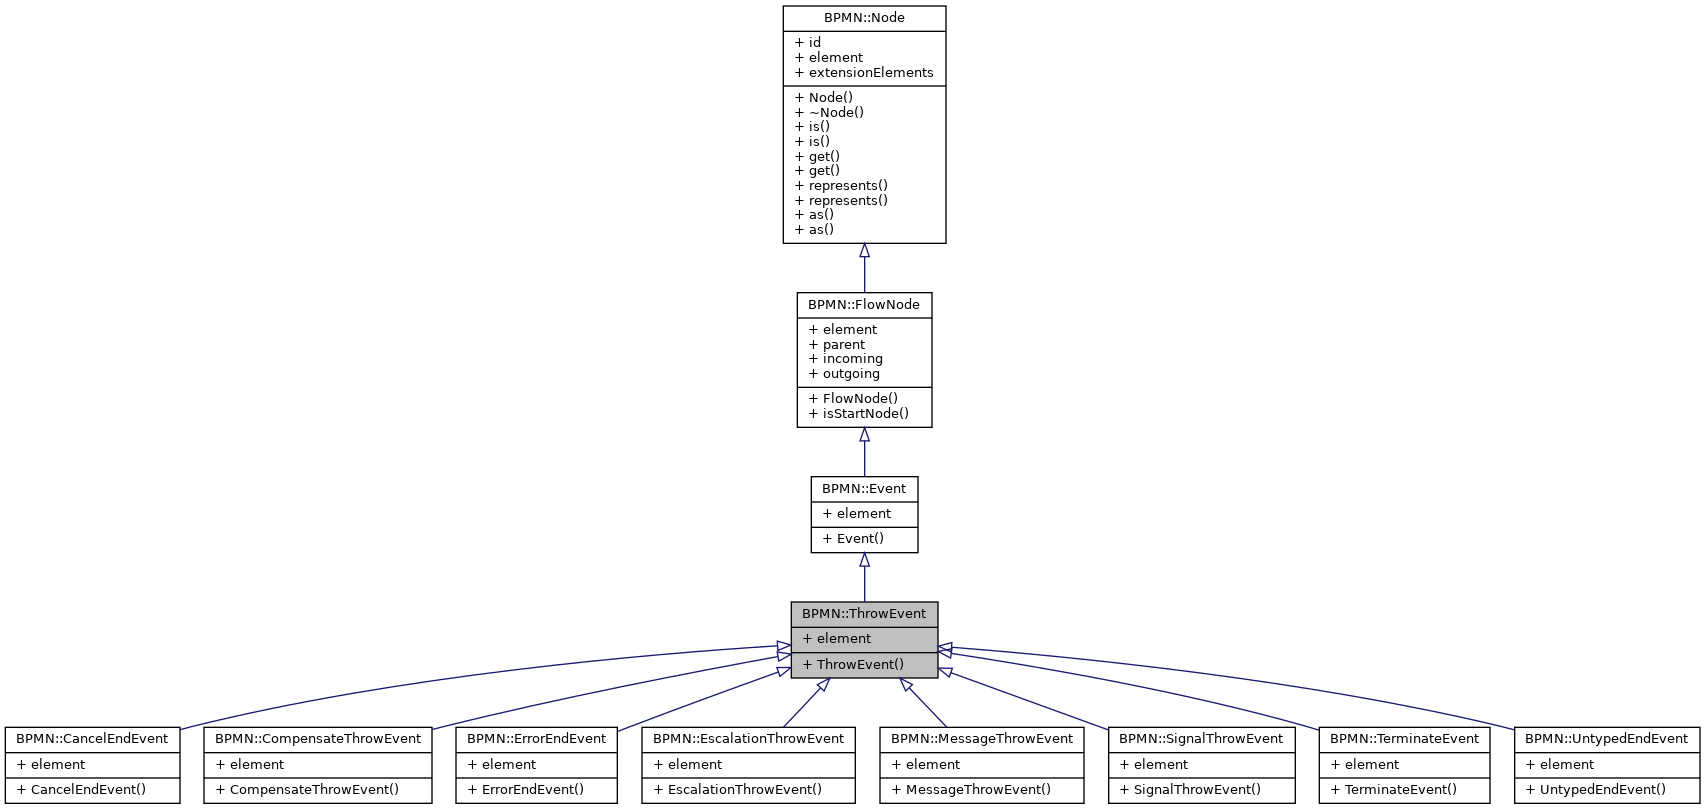 BPMN::Node
+ id
+ element
+ extensionElements
+ Node()
+ ~Node()
+ is()
+ is()
+ get()
+ get()
+ represents()
+ represents()
+ as()
+ as()
BPMN::FlowNode
+ element
+ parent
+ incoming
+ outgoing
+ FlowNode()
+ isStartNode()
BPMN::Event
+ element
+ Event()
BPMN::ThrowEvent
+ element
+ ThrowEvent()
BPMN::CancelEndEvent
+ element
+ CancelEndEvent()
BPMN::CompensateThrowEvent
+ element
+ CompensateThrowEvent()
BPMN::ErrorEndEvent
+ element
+ ErrorEndEvent()
BPMN::EscalationThrowEvent
+ element
+ EscalationThrowEvent()
BPMN::MessageThrowEvent
+ element
+ MessageThrowEvent()
BPMN::SignalThrowEvent
+ element
+ SignalThrowEvent()
BPMN::TerminateEvent
+ element
+ TerminateEvent()
BPMN::UntypedEndEvent
+ element
+ UntypedEndEvent()